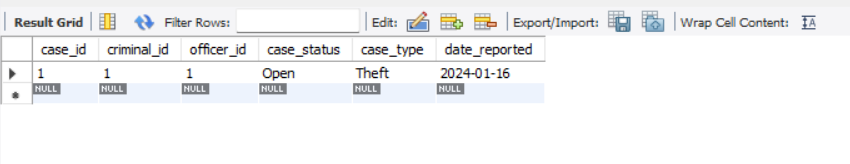 Result Grid Filter Rows: Edit: Export/Import: Wrap Cell Content: IA
case_id criminal_id officer_id case_status case_type date_reported
1 1 1 Open Theft 2024-01-16
NULL NULL NULL NULL NULL NULL